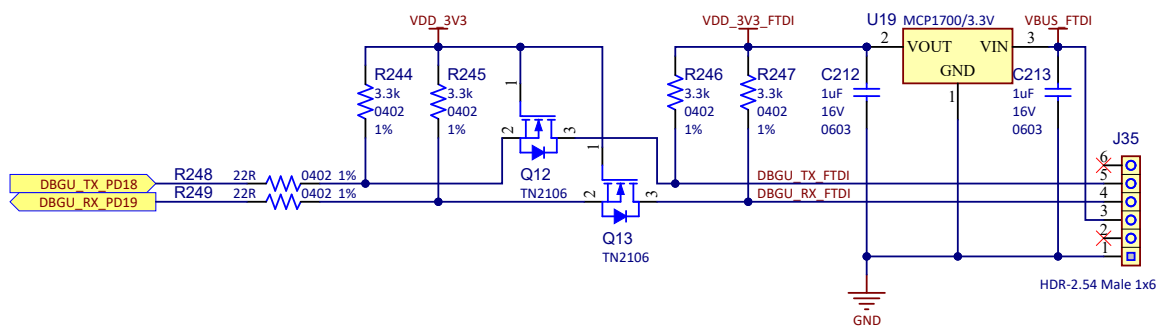 VDD_3V3
VDD_3V3_FTDI
U19
MCP1700/3.3V
VBUS_FTDI
2
VOUT
VIN
3
GND
1
R244
3.3k
0402
1%
R245
3.3k
0402
1%
1
2
3
Q12
TN2106
1
2
3
Q13
TN2106
R246
3.3k
0402
1%
R247
3.3k
0402
1%
C212
1uF
16V
0603
C213
1uF
16V
0603
J35
6
5
4
3
2
1
HDR-2.54 Male 1x6
DBGU_TX_PD18
R248
22R
0402 1%
DBGU_TX_FTDI
DBGU_RX_PD19
R249
22R
0402 1%
DBGU_RX_FTDI
GND